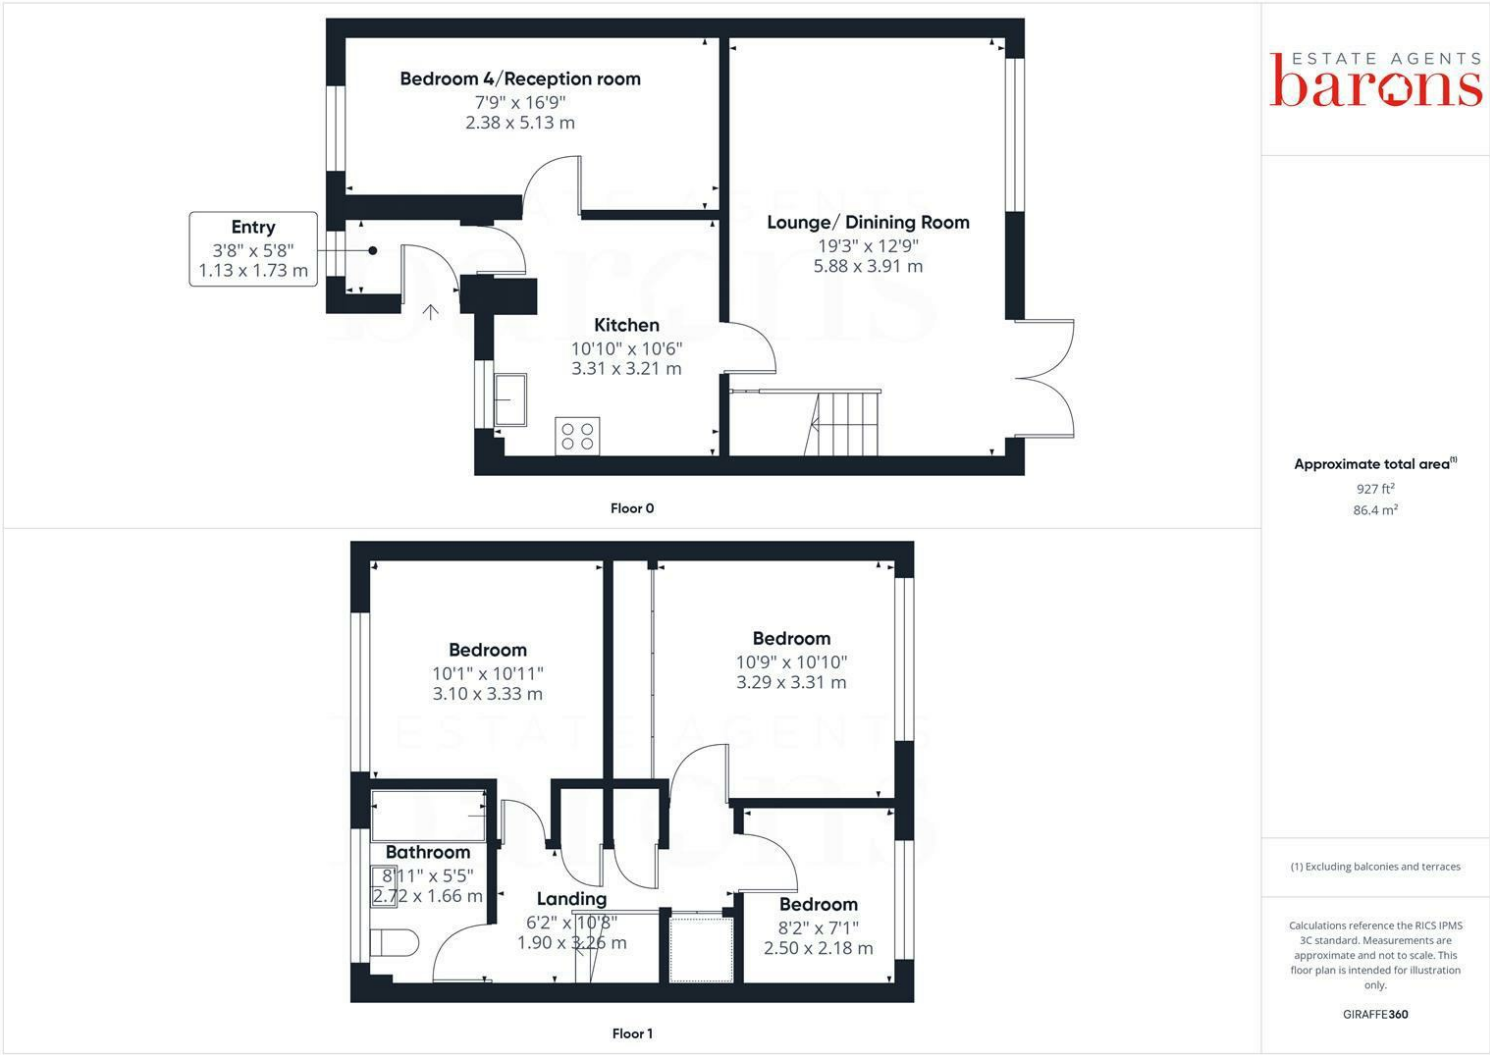 Bedroom 4/Reception room
7'9" x 16'9"
2.38 x 5.13 m
Entry
3'8" x 5'8"
1.13 x 1.73 m
Lounge/ Dinining Room
19'3" x 12'9"
5.88 x 3.91 m
Kitchen
10'10" x 10'6"
3.31 x 3.21 m
Floor 0
Bedroom
10'1" x 10'11"
3.10 x 3.33 m
Bedroom
10'9" x 10'10"
3.29 x 3.31 m
Bathroom
8'11" x 5'5"
2.72 x 1.66 m
Landing
6'2" x 10'8"
1.90 x 3.26 m
Bedroom
8'2" x 7'1"
2.50 x 2.18 m
Floor 1
ESTATE AGENTS
barons
Approximate total area(1)
927 ft²
86.4 m²
(1) Excluding balconies and terraces
Calculations reference the RICS IPMS
3C standard. Measurements are
approximate and not to scale. This
floor plan is intended for illustration
only.
GIRAFFE360
ESTATE AGENTS
barons
ESTATE AGENTS
barons